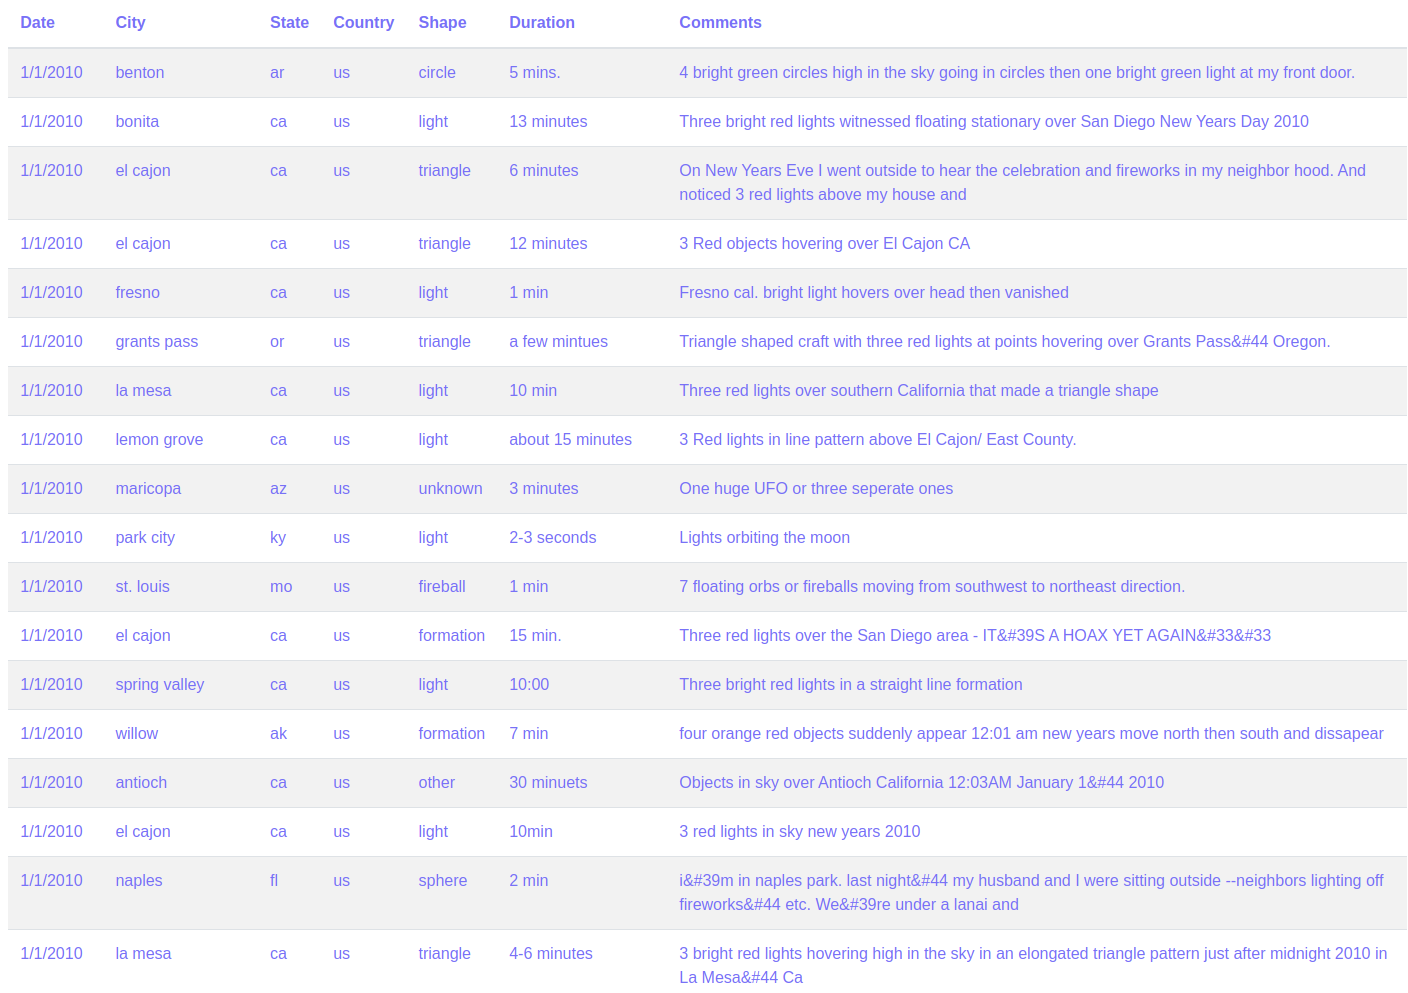 Date City State Country Shape Duration Comments
1/1/2010 benton ar us circle 5 mins. 4 bright green circles high in the sky going in circles then one bright green light at my front door.
1/1/2010 bonita ca us light 13 minutes Three bright red lights witnessed floating stationary over San Diego New Years Day 2010
1/1/2010 el cajon ca us triangle 6 minutes On New Years Eve I went outside to hear the celebration and fireworks in my neighbor hood. And
noticed 3 red lights above my house and
1/1/2010 el cajon ca us triangle 12 minutes 3 Red objects hovering over El Cajon CA
1/1/2010 fresno ca us light 1 min Fresno cal. bright light hovers over head then vanished
1/1/2010 grants pass or us triangle a few mintues Triangle shaped craft with three red lights at points hovering over Grants Pass&#44 Oregon.
1/1/2010 la mesa ca us light 10 min Three red lights over southern California that made a triangle shape
1/1/2010 lemon grove ca us light about 15 minutes 3 Red lights in line pattern above El Cajon/ East County.
1/1/2010 maricopa az us unknown 3 minutes One huge UFO or three seperate ones
1/1/2010 park city ky us light 2-3 seconds Lights orbiting the moon
1/1/2010 st. louis mo us fireball 1 min 7 floating orbs or fireballs moving from southwest to northeast direction.
1/1/2010 el cajon ca us formation 15 min. Three red lights over the San Diego area - IT&#39S A HOAX YET AGAIN&#33&#33
1/1/2010 spring valley ca us light 10:00 Three bright red lights in a straight line formation
1/1/2010 willow ak us formation 7 min four orange red objects suddenly appear 12:01 am new years move north then south and dissapear
1/1/2010 antioch ca us other 30 minuets Objects in sky over Antioch California 12:03AM January 1&#44 2010
1/1/2010 el cajon ca us light 10min 3 red lights in sky new years 2010
1/1/2010 naples fl us sphere 2 min i&#39m in naples park. last night&#44 my husband and I were sitting outside --neighbors lighting off
fireworks&#44 etc. We&#39re under a lanai and
1/1/2010 la mesa ca us triangle 4-6 minutes 3 bright red lights hovering high in the sky in an elongated triangle pattern just after midnight 2010 in
La Mesa&#44 Ca